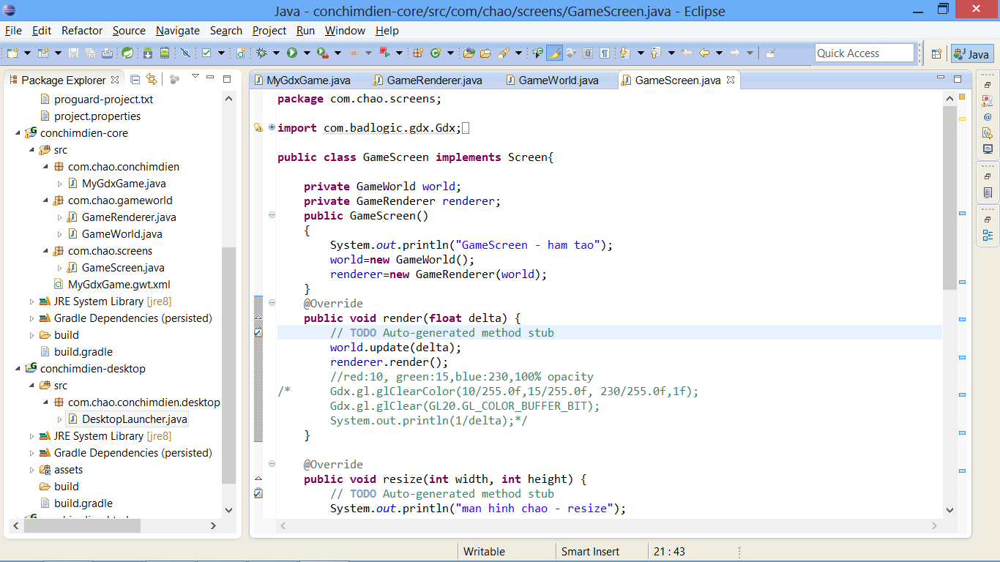 Java - conchimdien-core/src/com/chao/screens/GameScreen.java - Eclipse
File Edit Refactor Source Navigate Search Project Run Window Help
Quick Access
Java
Package Explorer
proguard-project.txt
project.properties
conchimdien-core
src
com.chao.conchimdien
MyGdxGame.java
com.chao.gameworld
GameRenderer.java
GameWorld.java
com.chao.screens
GameScreen.java
MyGdxGame.gwt.xml
JRE System Library [jre8]
Gradle Dependencies (persisted)
build
build.gradle
conchimdien-desktop
src
com.chao.conchimdien.desktop
DesktopLauncher.java
JRE System Library [jre8]
Gradle Dependencies (persisted)
assets
build
build.gradle
MyGdxGame.java GameRenderer.java GameWorld.java GameScreen.java
package com.chao.screens;
import com.badlogic.gdx.Gdx;
public class GameScreen implements Screen{
private GameWorld world;
private GameRenderer renderer;
public GameScreen()
{
System.out.println("GameScreen - ham tao");
world=new GameWorld();
renderer=new GameRenderer(world);
}
@Override
public void render(float delta) {
// TODO Auto-generated method stub
world.update(delta);
renderer.render();
//red:10, green:15,blue:230,100% opacity
/* Gdx.gl.glClearColor(10/255.0f,15/255.0f, 230/255.0f,1f);
Gdx.gl.glClear(GL20.GL_COLOR_BUFFER_BIT);
System.out.println(1/delta);*/
}
@Override
public void resize(int width, int height) {
// TODO Auto-generated method stub
System.out.println("man hinh chao - resize");
Writable Smart Insert 21 : 43